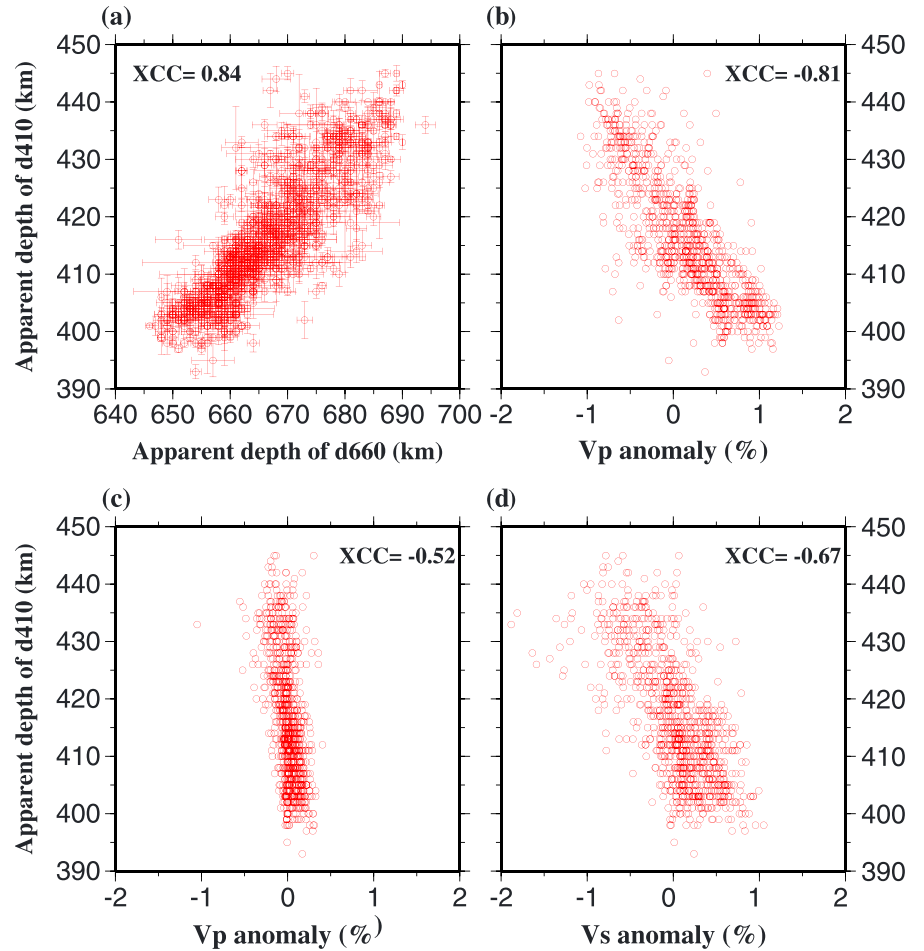 (a)
(b)
450
440
430
420
410
400
390
Apparent depth of d410 (km)
XCC= 0.84
XCC= -0.81
450
440
430
420
410
400
390
640 650 660 670 680 690 700
-2 -1 0 1 2
Apparent depth of d660 (km)
Vp anomaly (%)
(c)
(d)
450
440
430
420
410
400
390
Apparent depth of d410 (km)
XCC= -0.52
XCC= -0.67
450
440
430
420
410
400
390
-2 -1 0 1 2
-2 -1 0 1 2
Vp anomaly (%)
Vs anomaly (%)